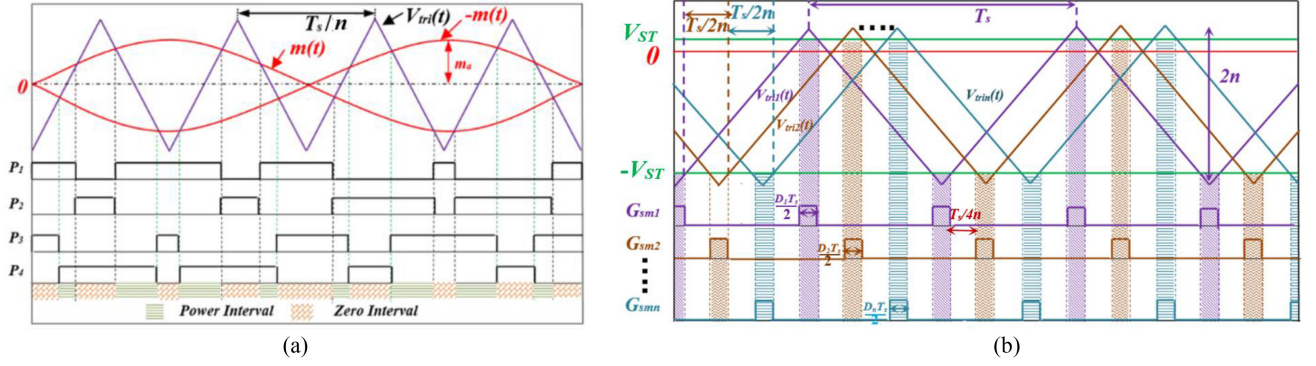 Ts/n
Vtri(t)
-m(t)
m(t)
ma
0
P1
P2
P3
P4
Power Interval
Zero Interval
(a)
Ts/2n
Ts/2n
Ts
VST
0
2n
Vtri1(t)
Vtrin(t)
Vtri2(t)
-VST
D1Ts
2
Gsm1
Ts/4n
Gsm2
D2Ts
2
Gsmn
DnTs
2
(b)